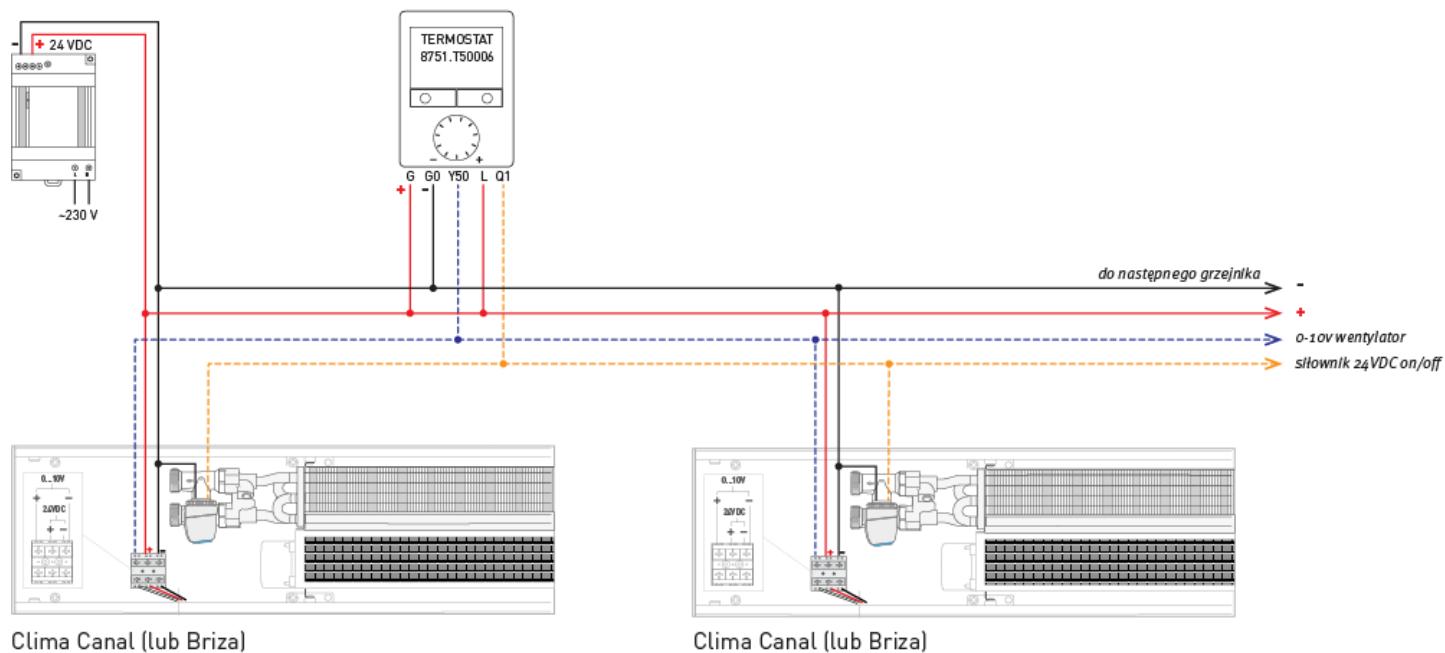 - + 24 VDC
L N
~230 V
TERMOSTAT
8751.T50006
- +
G G0 Y50 L Q1
+ -
do następnego grzejnika -
+
0-10v wentylator
siłownik 24VDC on/off
0...10V
+ -
24VDC
+ -
+ -
0...10V
+ -
24VDC
+ -
+ -
Clima Canal (lub Briza)
Clima Canal (lub Briza)